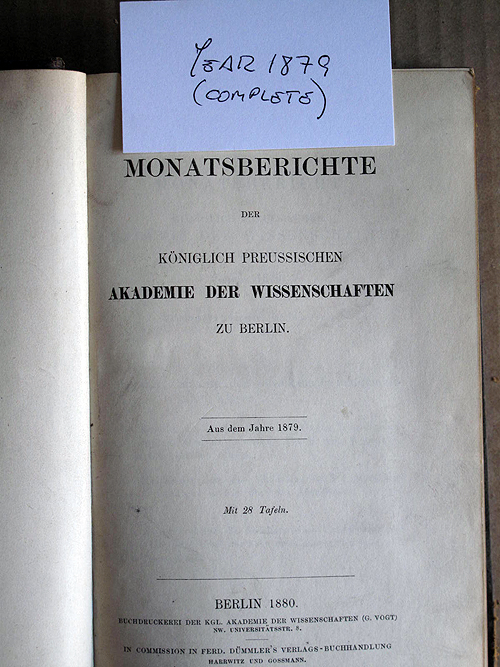 YEAR 1879
(COMPLETE)
MONATSBERICHTE
DER
KÖNIGLICH PREUSSISCHEN
AKADEMIE DER WISSENSCHAFTEN
ZU BERLIN.
Aus dem Jahre 1879.
Mit 28 Tafeln.
BERLIN 1880.
BUCHDRUCKEREI DER KGL. AKADEMIE DER WISSENSCHAFTEN (G. VOGT)
NW. UNIVERSITÄTSSTR. 8.
IN COMMISSION IN FERD. DÜMMLER'S VERLAGS-BUCHHANDLUNG
HARRWITZ UND GOSSMANN.